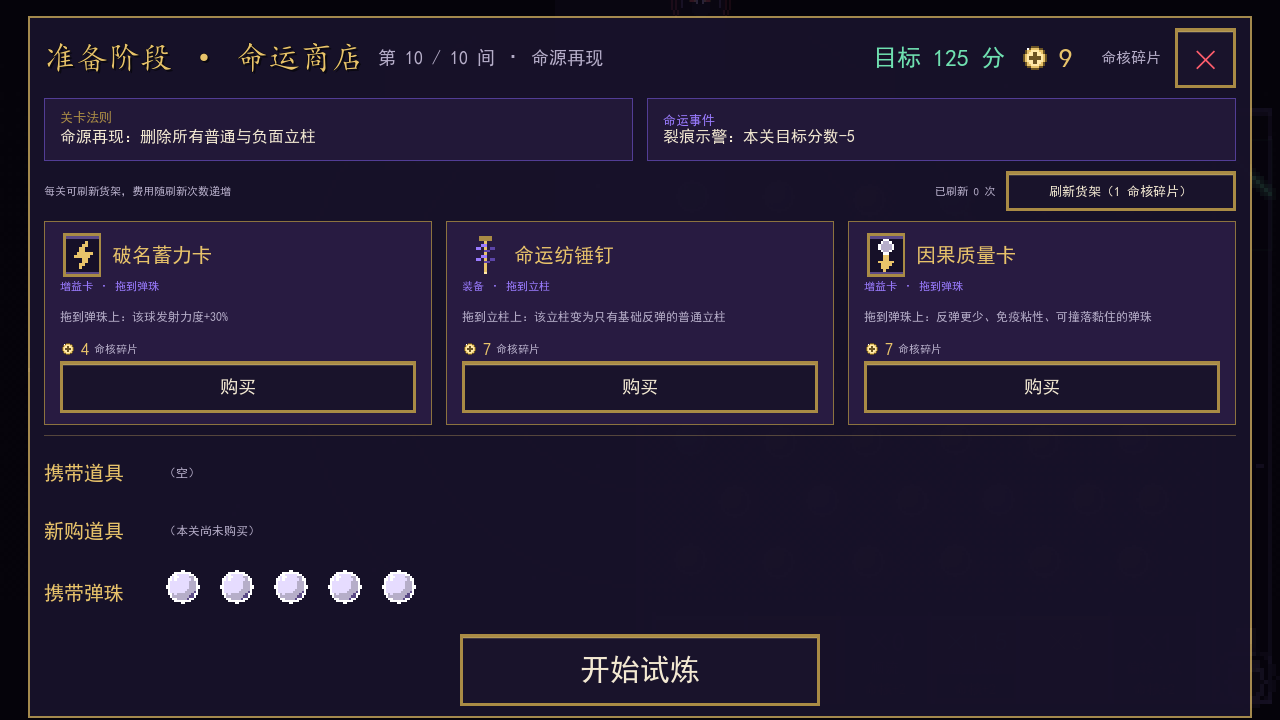 准备阶段 • 命运商店 第 10 / 10 间 · 命源再现 目标 125 分 9 命核碎片
关卡法则
命源再现: 删除所有普通与负面立柱
命运事件
裂痕示警: 本关目标分数-5
每关可刷新货架, 费用随刷新次数递增
已刷新 0 次
刷新货架（1 命核碎片）
破名蓄力卡
增益卡 · 拖到弹珠
拖到弹珠上: 该球发射力度+30%
4 命核碎片
购买
命运纺锤钉
装备 · 拖到立柱
拖到立柱上: 该立柱变为只有基础反弹的普通立柱
7 命核碎片
购买
因果质量卡
增益卡 · 拖到弹珠
拖到弹珠上: 反弹更少、免疫粘性、可撞落黏住的弹珠
7 命核碎片
购买
携带道具 （空）
新购道具 （本关尚未购买）
携带弹珠
开始试炼